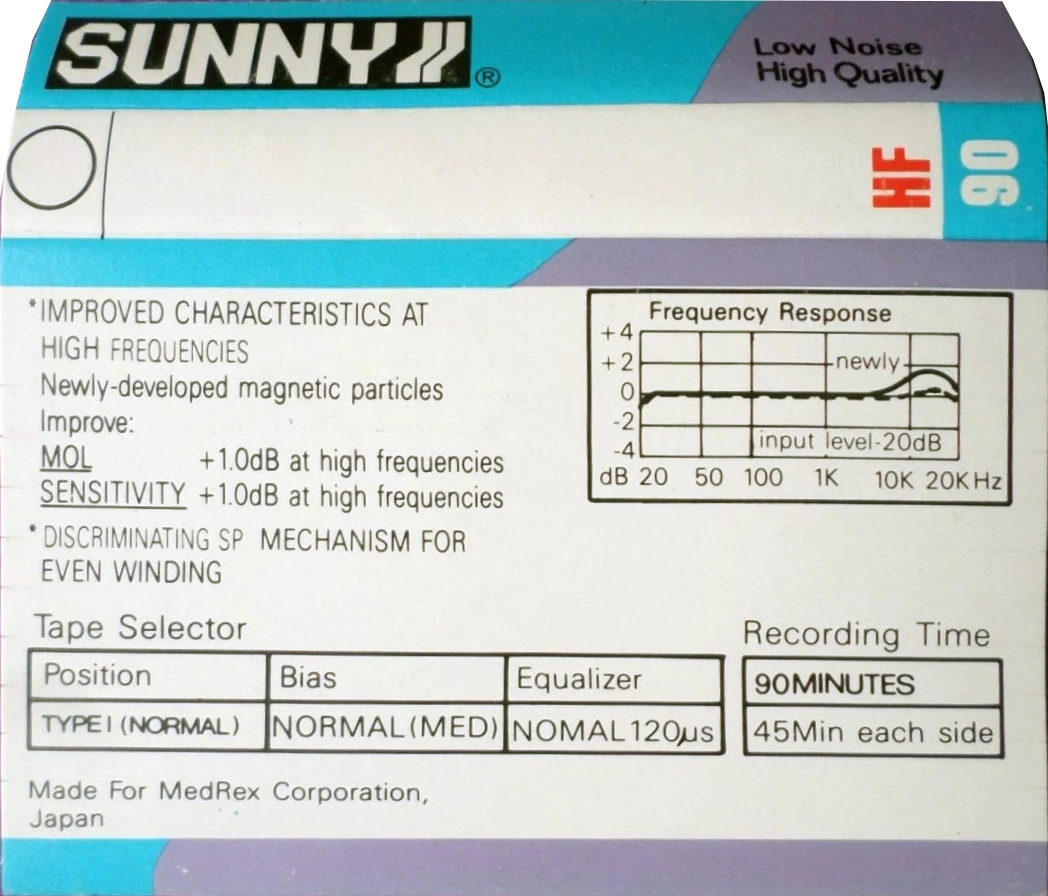 SUNNY ®
Low Noise
High Quality
HF
90
*IMPROVED CHARACTERISTICS AT
HIGH FREQUENCIES
Newly-developed magnetic particles
Improve:
MOL +1.0dB at high frequencies
SENSITIVITY +1.0dB at high frequencies
*DISCRIMINATING SP MECHANISM FOR
EVEN WINDING
Frequency Response
+4
+2
newly
0
-2
input level-20dB
-4
dB 20 50 100 1K 10K 20KHz
Tape Selector
Position Bias Equalizer
TYPE I (NORMAL) NORMAL(MED) NOMAL 120µs
Recording Time
90MINUTES
45Min each side
Made For MedRex Corporation,
Japan